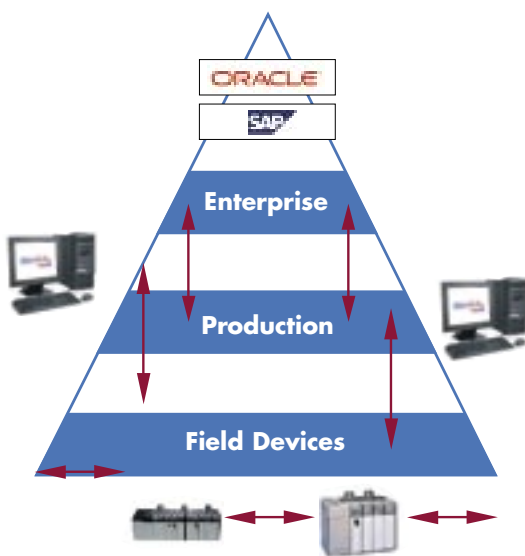 ORACLE
SAP
Enterprise
Production
Field Devices